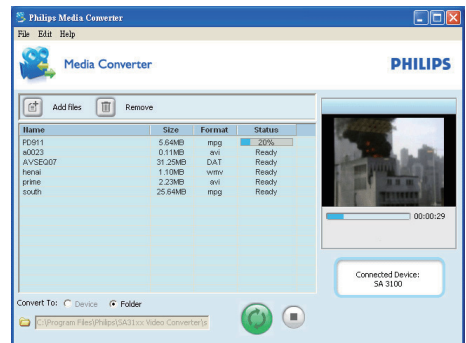 Philips Media Converter
File Edit Help
Media Converter
PHILIPS
Add files Remove
Name Size Format Status
PD911 5.64MB mpg 20%
a0023 0.11MB avi Ready
AVSEQ07 31.25MB DAT Ready
henai 1.10MB wmv Ready
prime 2.23MB avi Ready
south 25.64MB mpg Ready
00:00:29
Connected Device:
SA 3100
Convert To: Device Folder
C:\Program Files\Philips\SA31xx Video Converter\s